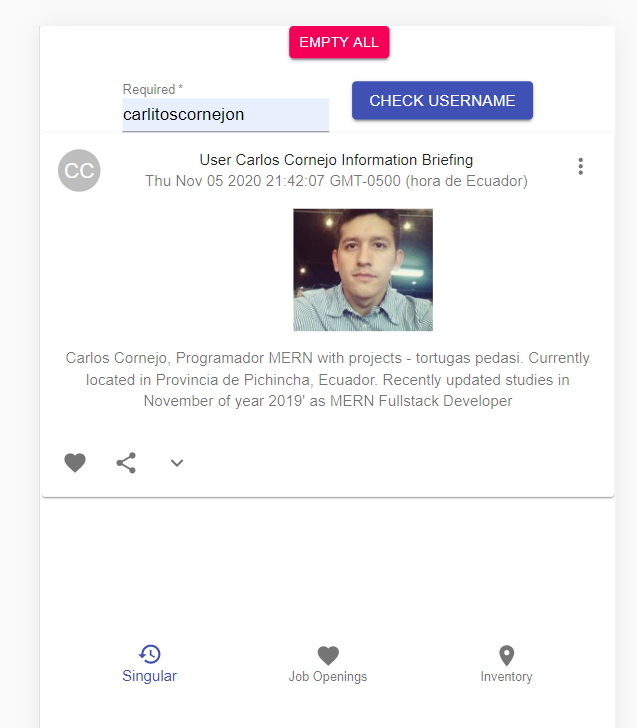 EMPTY ALL
Required *
carlitoscornejon
CHECK USERNAME
CC
User Carlos Cornejo Information Briefing
Thu Nov 05 2020 21:42:07 GMT-0500 (hora de Ecuador)
Carlos Cornejo, Programador MERN with projects - tortugas pedasi. Currently
located in Provincia de Pichincha, Ecuador. Recently updated studies in
November of year 2019' as MERN Fullstack Developer
Singular
Job Openings
Inventory